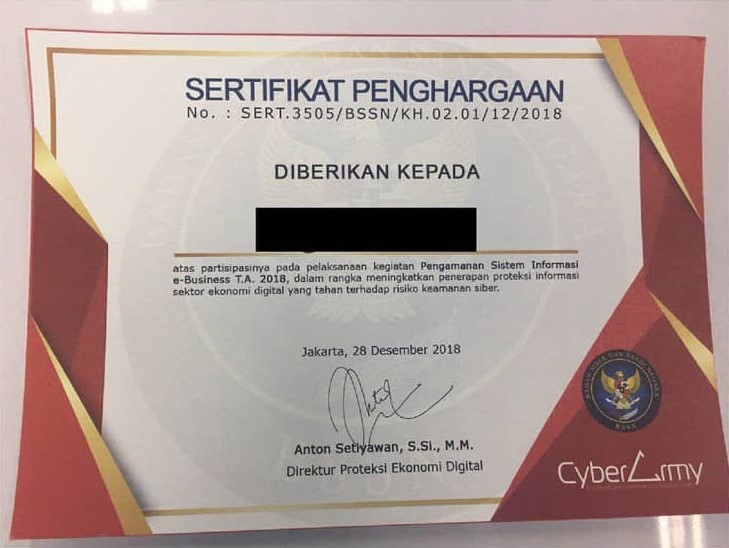 SERTIFIKAT PENGHARGAAN
No. : SERT.3505/BSSN/KH.02.01/12/2018
DIBERIKAN KEPADA
atas partisipasinya pada pelaksanaan kegiatan Pengamanan Sistem Informasi
e-Business T.A. 2018, dalam rangka meningkatkan penerapan proteksi informasi
sektor ekonomi digital yang tahan terhadap risiko keamanan siber.
Jakarta, 28 Desember 2018
Anton Setiyawan, S.Si., M.M.
Direktur Proteksi Ekonomi Digital
BADAN SIBER DAN SANDI NEGARA
BSSN
CyberArmy